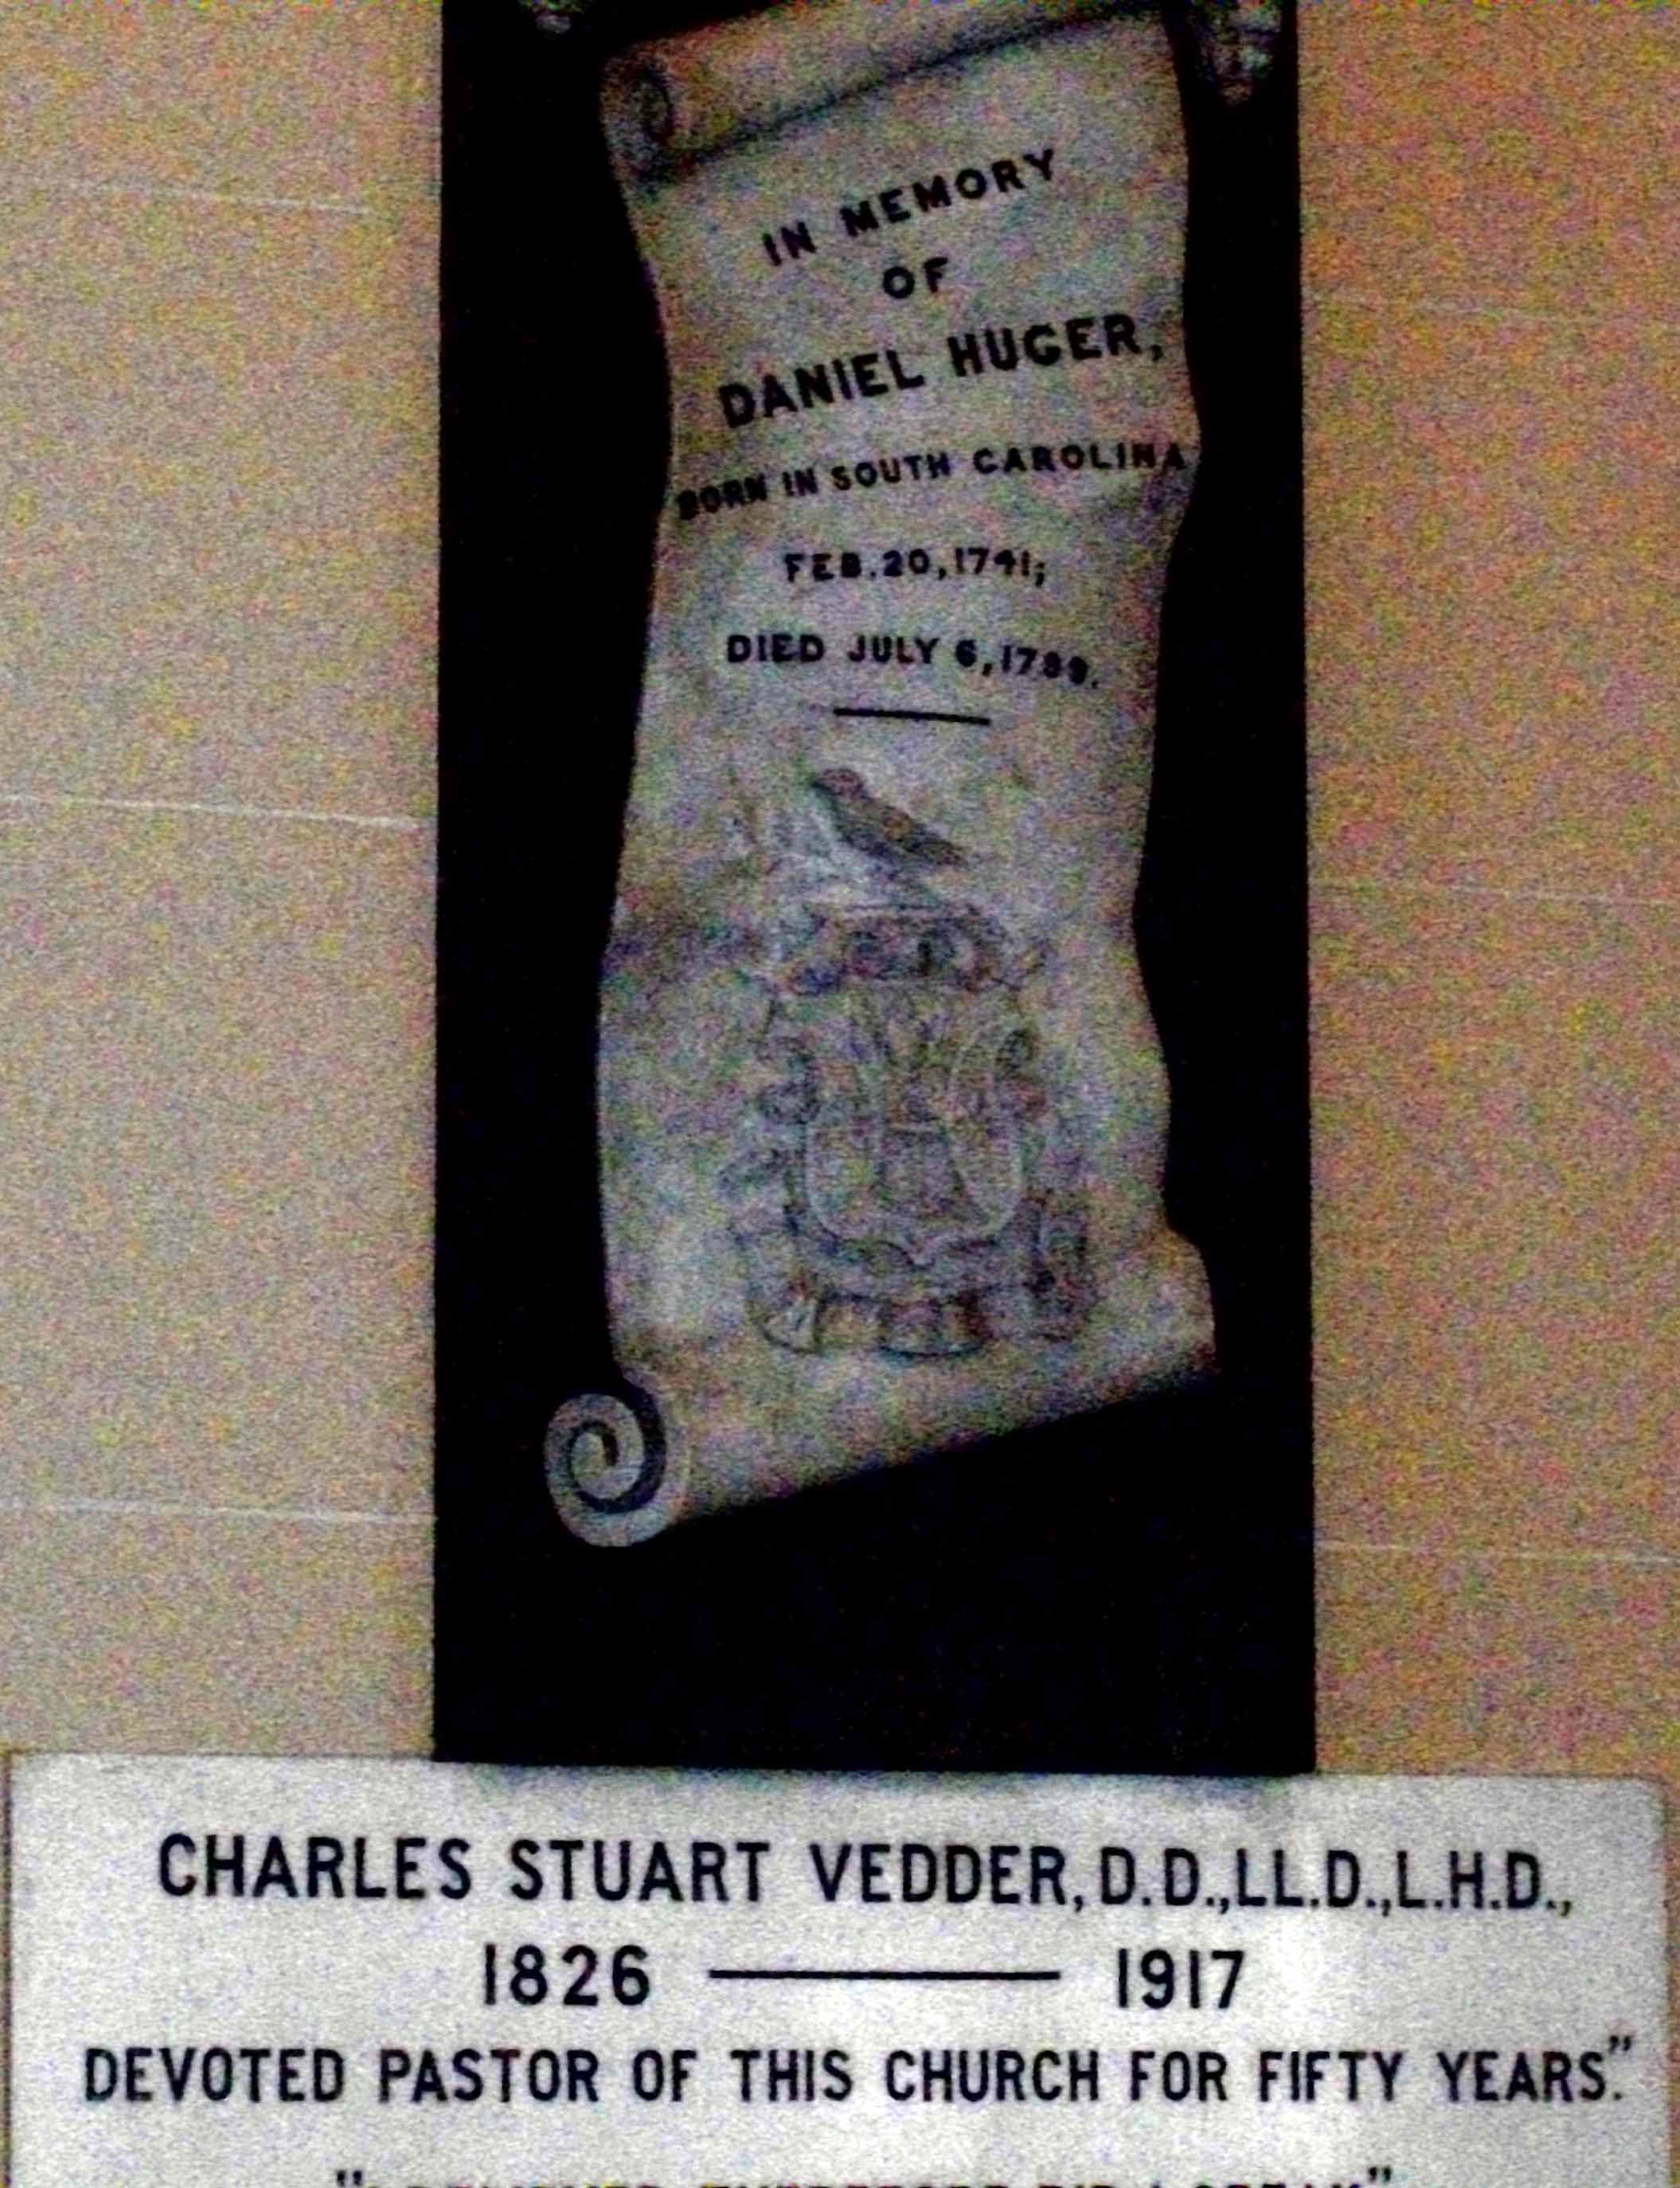 IN MEMORY
OF
DANIEL HUGER,
BORN IN SOUTH CAROLINA
FEB. 20, 1741;
DIED JULY 6, 1789.
CHARLES STUART VEDDER, D.D., LL.D., L.H.D.,
1826 — 1917
DEVOTED PASTOR OF THIS CHURCH FOR FIFTY YEARS."